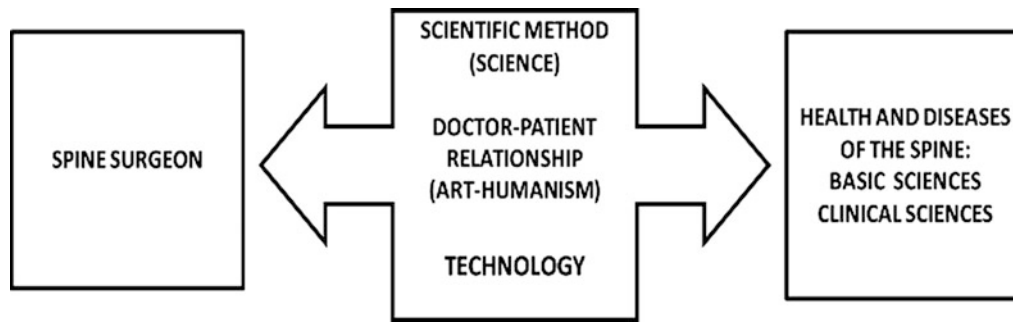 SPINE SURGEON
SCIENTIFIC METHOD
(SCIENCE)
DOCTOR-PATIENT
RELATIONSHIP
(ART-HUMANISM)
TECHNOLOGY
HEALTH AND DISEASES
OF THE SPINE:
BASIC SCIENCES
CLINICAL SCIENCES